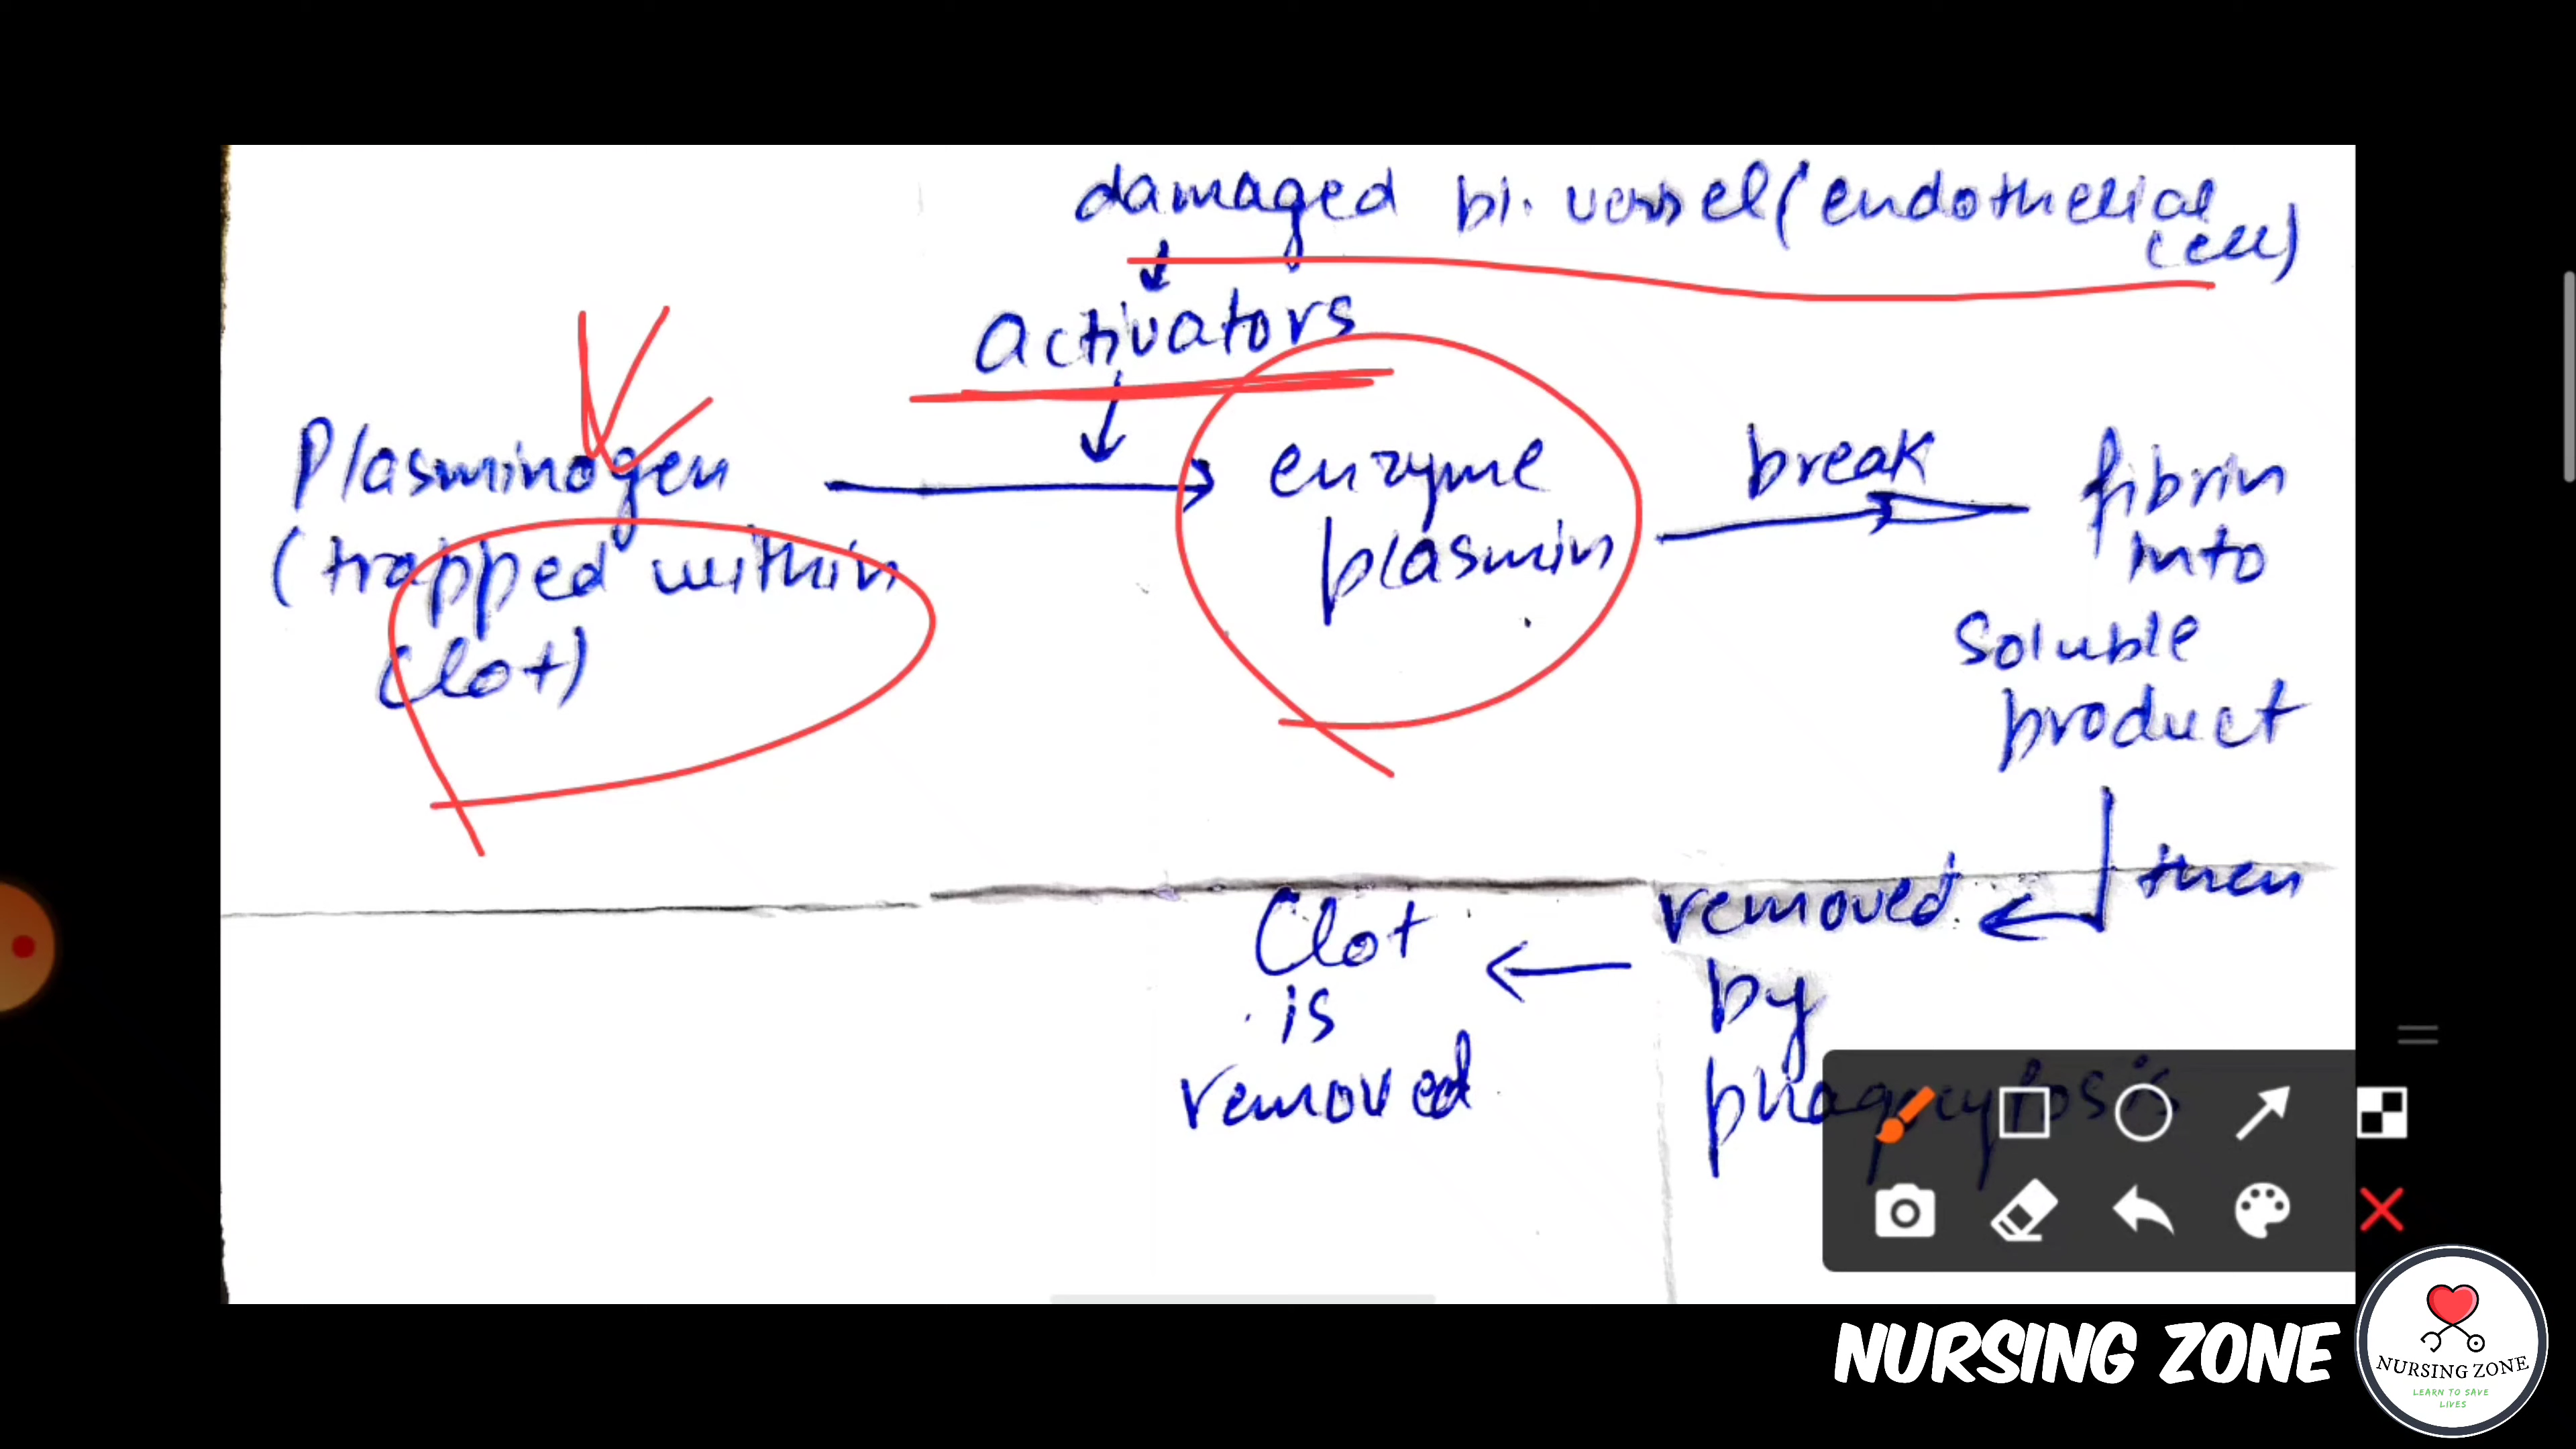 damaged bl. vessel (endothelial
cell)
activators
Plasminogen
(trapped within
clot)
enzyme
plasmin
break
fibrin
into
soluble
product
then
removed
by
phagocytosis
Clot
is
removed
NURSING ZONE
NURSING ZONE
LEARN TO SAVE
LIVES